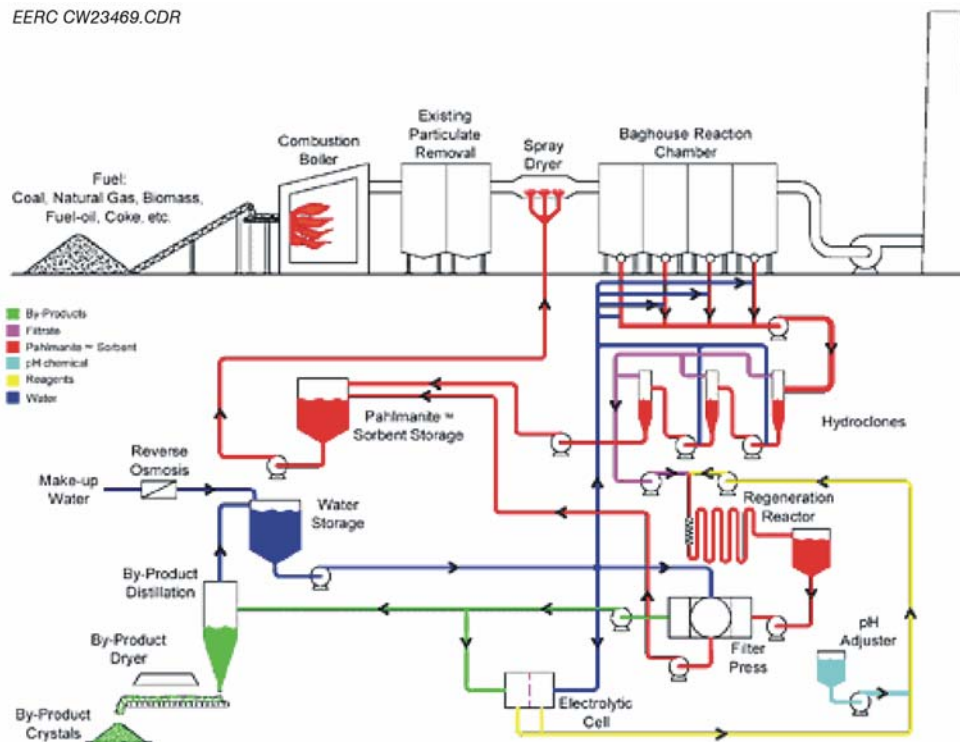 EERC CW23469.CDR
Fuel:
Coal, Natural Gas, Biomass,
Fuel-oil, Coke, etc.
Combustion
Boiler
Existing
Particulate
Removal
Spray
Dryer
Baghouse Reaction
Chamber
By-Products
Filtrate
Pahlmanite ™ Sorbent
pH chemical
Reagents
Water
Pahlmanite ™
Sorbent Storage
Hydroclones
Reverse
Osmosis
Make-up
Water
Water
Storage
Regeneration
Reactor
By-Product
Distillation
By-Product
Dryer
By-Product
Crystals
Electrolytic
Cell
Filter
Press
pH
Adjuster